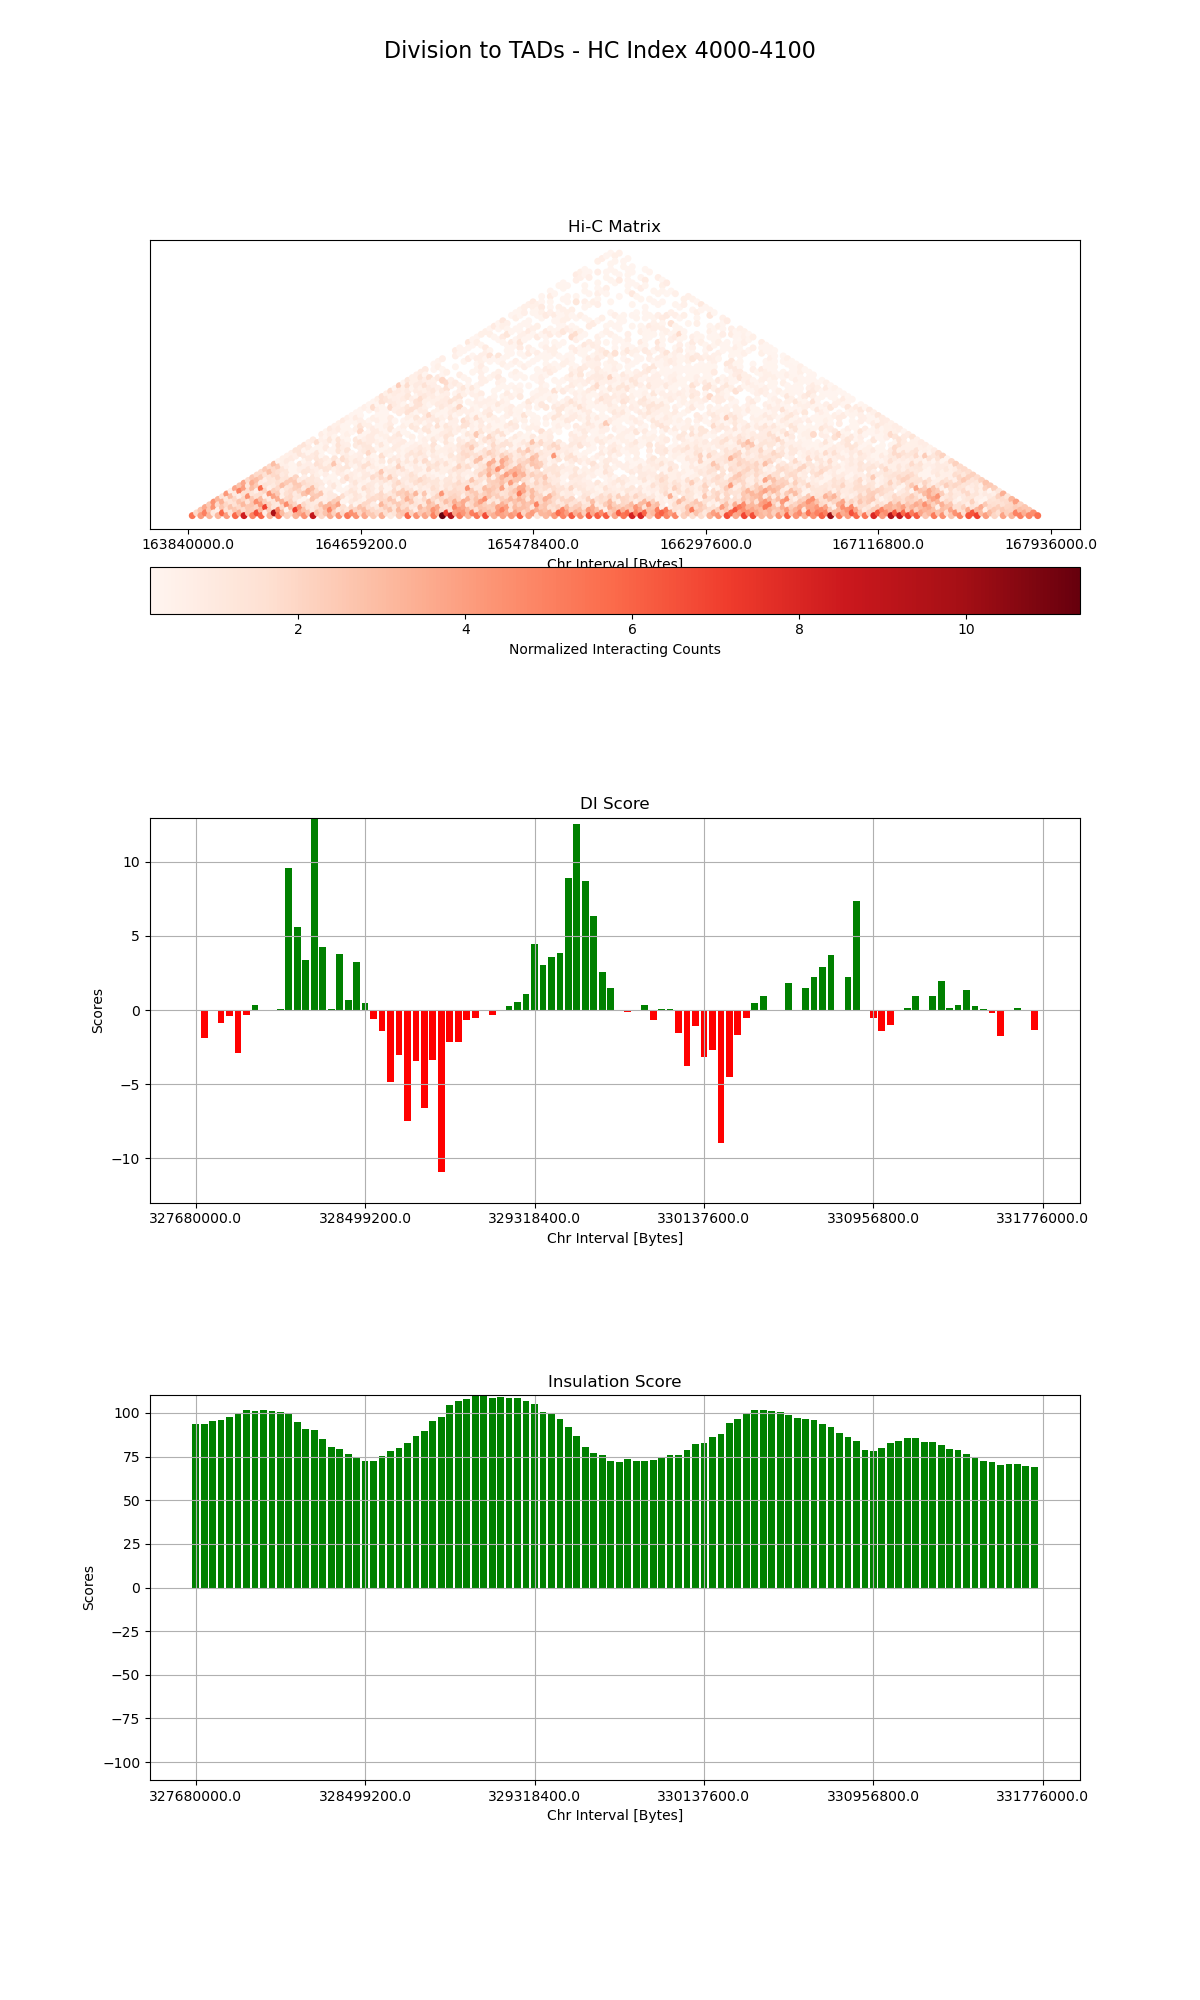 Division to TADs - HC Index 4000-4100
Hi-C Matrix
163840000.0 164659200.0 165478400.0 166297600.0 167116800.0 167936000.0
Chr Interval [Bytes]
2 4 6 8 10
Normalized Interacting Counts
DI Score
10
5
0
−5
−10
Scores
327680000.0 328499200.0 329318400.0 330137600.0 330956800.0 331776000.0
Chr Interval [Bytes]
Insulation Score
100
75
50
25
0
−25
−50
−75
−100
Scores
327680000.0 328499200.0 329318400.0 330137600.0 330956800.0 331776000.0
Chr Interval [Bytes]